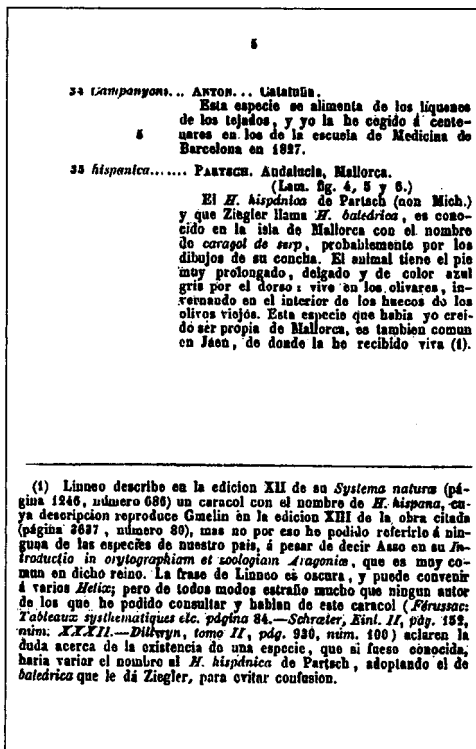 5
34 Campanyoni... ANTON... Cataluña.
Esta especie se alimenta de los líquenes
de los tejados, y yo la he cogido á cente-
5 nares en los de la escuela de Medicina de
Barcelona en 1827.
35 hispanica....... PARTSCH. Andalucia, Mallorca.
(Lam. fig. 4, 5 y 6.)
El H. hispánica de Partsch (non Mich.)
y que Ziegler llama H. baleárica, es cono-
cido en la isla de Mallorca con el nombre
de caragol de serp, probablemente por los
dibujos de su concha. El animal tiene el pie
muy prolongado, delgado y de color azul
gris por el dorso: vive en los olivares, in-
vernando en el interior de los huecos de los
olivos viejos. Esta especie que habia yo crei-
do ser própia de Mallorca, es tambien comun
en Jaen, de donde la he recibido viva (1).
(1) Linneo describe en la edicion XII de su Systema naturæ (pá-
gina 1246, número 686) un caracol con el nombre de H. hispana, cu-
ya descripcion reproduce Gmelin en la edicion XIII de la obra citada
(página 3637, número 80), mas no por eso he podido referirlo á nin-
guna de las especies de nuestro pais, á pesar de decir Asso en su In-
troductio in oryctographiam et zoologiam Aragoniæ, que es muy co-
mun en dicho reino. La frase de Linneo es oscura, y puede convenir
á varios Helix; pero de todos modos estraño mucho que ningun autor
de los que he podido consultar y hablan de este caracol (Férussac:
Tableaux systhematiques etc. página 84.—Schrater, Einl. II, pág. 152,
núm. XXXII.—Dillwyn, tomo II, pág. 930, núm. 100) aclaren la
duda acerca de la existencia de una especie, que si fuese conocida,
haria variar el nombre al H. hispánica de Partsch, adoptando el de
baleárica que le dá Ziegler, para evitar confusion.